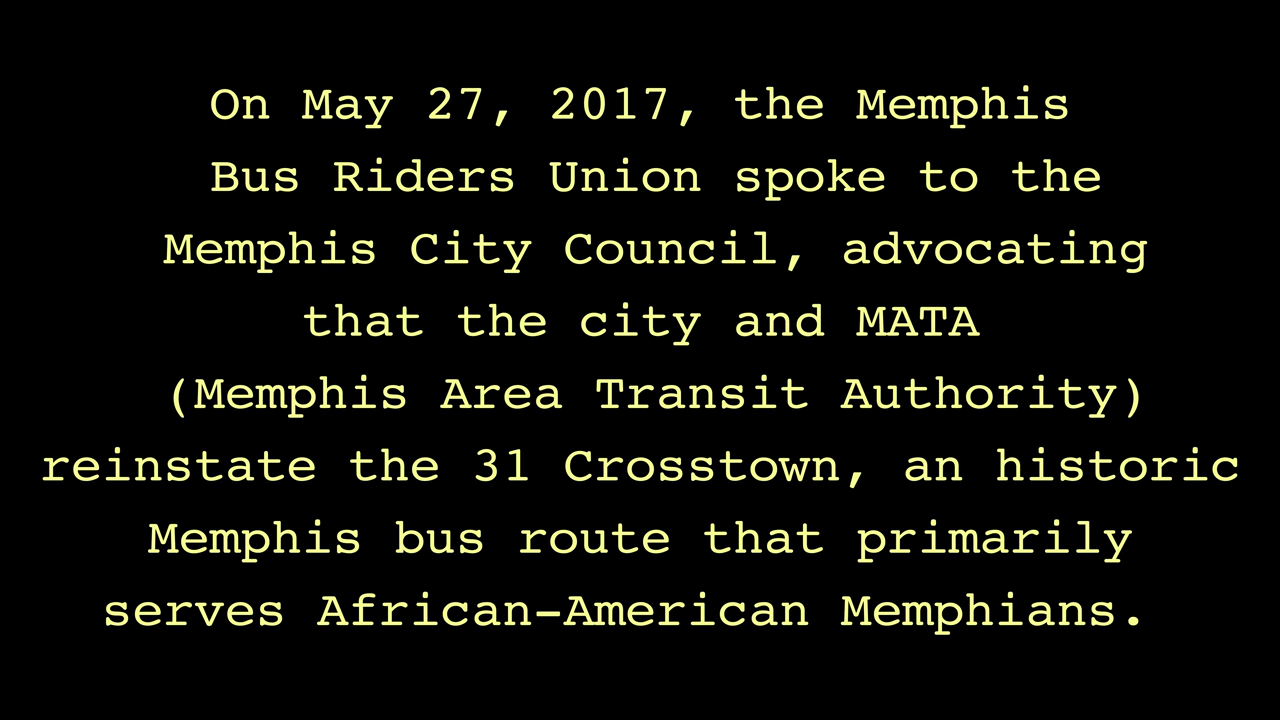 On May 27, 2017, the Memphis
Bus Riders Union spoke to the
Memphis City Council, advocating
that the city and MATA
(Memphis Area Transit Authority)
reinstate the 31 Crosstown, an historic
Memphis bus route that primarily
serves African-American Memphians.